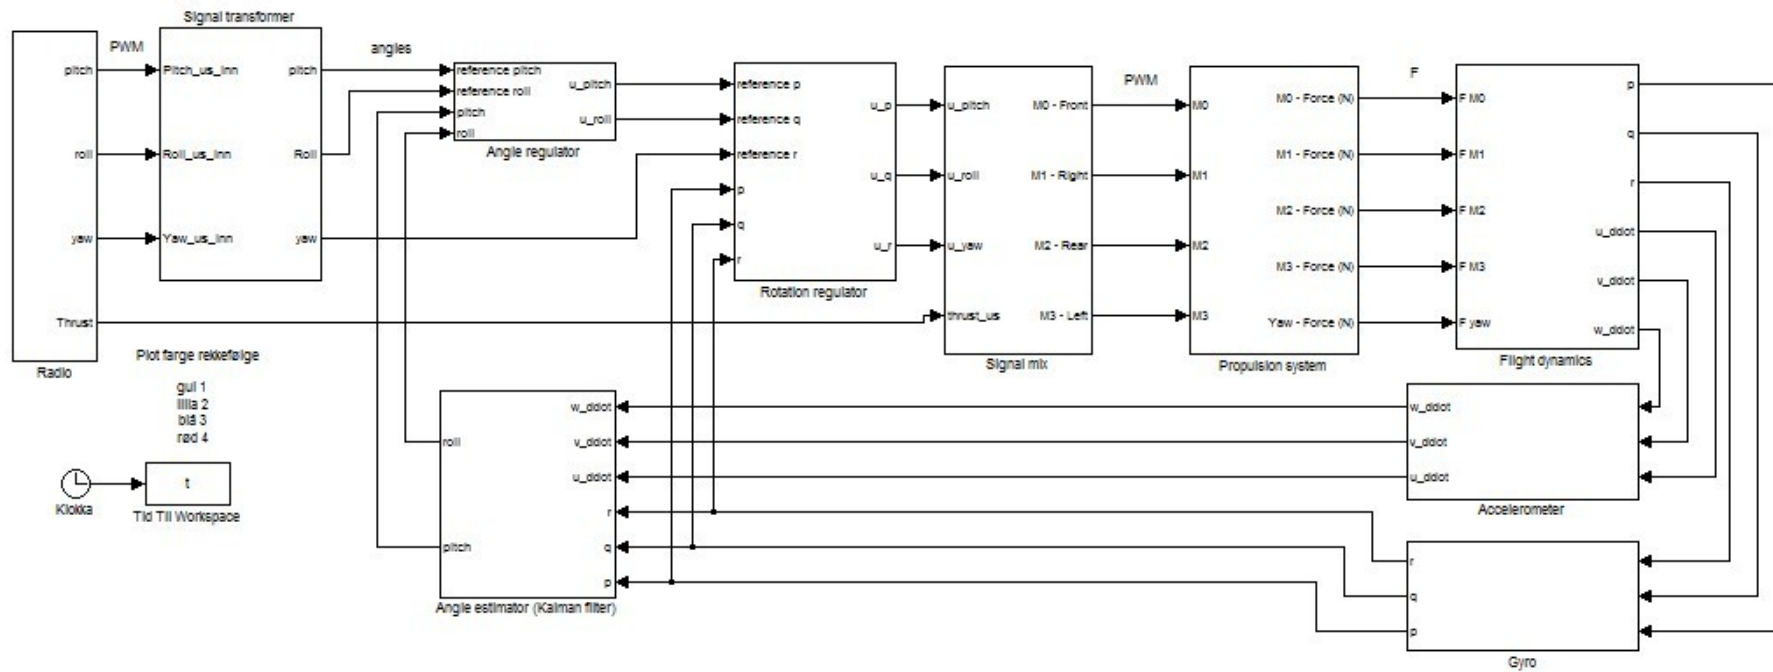 Signal transformer
PWM
angles
pitch
roll
yaw
Thrust
Radio
Pitch_us_inn
Roll_us_inn
Yaw_us_inn
pitch
Roll
yaw
reference pitch
reference roll
pitch
roll
u_pitch
u_roll
Angle regulator
reference p
reference q
reference r
p
q
r
u_p
u_q
u_r
Rotation regulator
u_pitch
u_roll
u_yaw
thrust_us
M0 - Front
M1 - Right
M2 - Rear
M3 - Left
Signal mix
PWM
M0
M1
M2
M3
M0 - Force (N)
M1 - Force (N)
M2 - Force (N)
M3 - Force (N)
Yaw - Force (N)
Propulsion system
F
F M0
F M1
F M2
F M3
F yaw
p
q
r
u_ddot
v_ddot
w_ddot
Flight dynamics
Plot farge rekkefølge
gul 1
lilla 2
blå 3
rød 4
Klokka
t
Tid Till Workspace
roll
pitch
w_ddot
v_ddot
u_ddot
r
q
p
Angle estimator (Kalman filter)
w_ddot
v_ddot
u_ddot
Accelerometer
r
q
p
Gyro